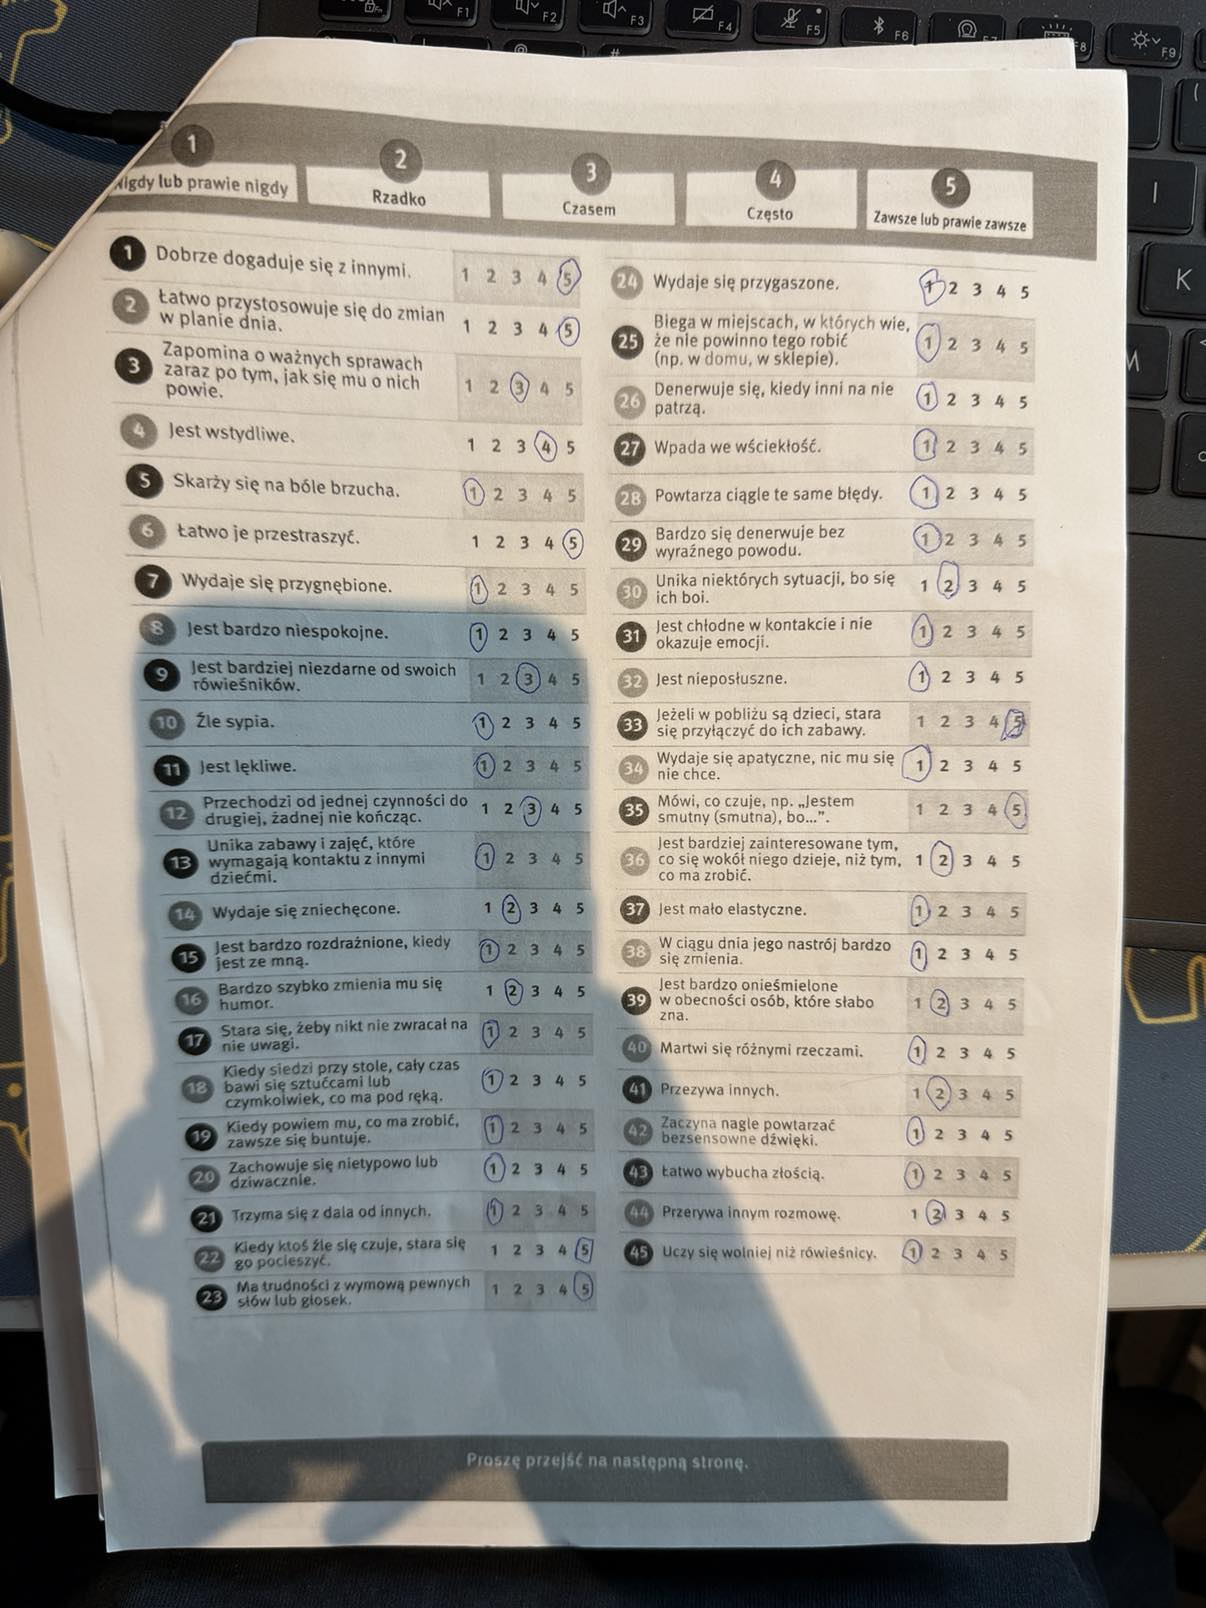 F1
F2
F3
F4
F5
F6
F8
F9
1
Nigdy lub prawie nigdy
2
Rzadko
3
Czasem
4
Często
5
Zawsze lub prawie zawsze
1 Dobrze dogaduje się z innymi. 1 2 3 4 5
2 Łatwo przystosowuje się do zmian
w planie dnia. 1 2 3 4 5
3 Zapomina o ważnych sprawach
zaraz po tym, jak się mu o nich
powie. 1 2 3 4 5
4 Jest wstydliwe. 1 2 3 4 5
5 Skarży się na bóle brzucha. 1 2 3 4 5
6 Łatwo je przestraszyć. 1 2 3 4 5
7 Wydaje się przygnębione. 1 2 3 4 5
8 Jest bardzo niespokojne. 1 2 3 4 5
9 Jest bardziej niezdarne od swoich
rówieśników. 1 2 3 4 5
10 Źle sypia. 1 2 3 4 5
11 Jest lękliwe. 1 2 3 4 5
12 Przechodzi od jednej czynności do
drugiej, żadnej nie kończąc. 1 2 3 4 5
13 Unika zabawy i zajęć, które
wymagają kontaktu z innymi
dziećmi. 1 2 3 4 5
14 Wydaje się zniechęcone. 1 2 3 4 5
15 Jest bardzo rozdrażnione, kiedy
jest ze mną. 1 2 3 4 5
16 Bardzo szybko zmienia mu się
humor. 1 2 3 4 5
17 Stara się, żeby nikt nie zwracał na
nie uwagi. 1 2 3 4 5
18 Kiedy siedzi przy stole, cały czas
bawi się sztućcami lub
czymkolwiek, co ma pod ręką. 1 2 3 4 5
19 Kiedy powiem mu, co ma zrobić,
zawsze się buntuje. 1 2 3 4 5
20 Zachowuje się nietypowo lub
dziwacznie. 1 2 3 4 5
21 Trzyma się z dala od innych. 1 2 3 4 5
22 Kiedy ktoś źle się czuje, stara się
go pocieszyć. 1 2 3 4 5
23 Ma trudności z wymową pewnych
słów lub głosek. 1 2 3 4 5
24 Wydaje się przygaszone. 1 2 3 4 5
25 Biega w miejscach, w których wie,
że nie powinno tego robić
(np. w domu, w sklepie). 1 2 3 4 5
26 Denerwuje się, kiedy inni na nie
patrzą. 1 2 3 4 5
27 Wpada we wściekłość. 1 2 3 4 5
28 Powtarza ciągle te same błędy. 1 2 3 4 5
29 Bardzo się denerwuje bez
wyraźnego powodu. 1 2 3 4 5
30 Unika niektórych sytuacji, bo się
ich boi. 1 2 3 4 5
31 Jest chłodne w kontakcie i nie
okazuje emocji. 1 2 3 4 5
32 Jest nieposłuszne. 1 2 3 4 5
33 Jeżeli w pobliżu są dzieci, stara
się przyłączyć do ich zabawy. 1 2 3 4 5
34 Wydaje się apatyczne, nic mu się
nie chce. 1 2 3 4 5
35 Mówi, co czuje, np. „Jestem
smutny (smutna), bo...”. 1 2 3 4 5
36 Jest bardziej zainteresowane tym,
co się wokół niego dzieje, niż tym,
co ma zrobić. 1 2 3 4 5
37 Jest mało elastyczne. 1 2 3 4 5
38 W ciągu dnia jego nastrój bardzo
się zmienia. 1 2 3 4 5
39 Jest bardzo onieśmielone
w obecności osób, które słabo
zna. 1 2 3 4 5
40 Martwi się różnymi rzeczami. 1 2 3 4 5
41 Przezywa innych. 1 2 3 4 5
42 Zaczyna nagle powtarzać
bezsensowne dźwięki. 1 2 3 4 5
43 Łatwo wybucha złością. 1 2 3 4 5
44 Przerywa innym rozmowę. 1 2 3 4 5
45 Uczy się wolniej niż rówieśnicy. 1 2 3 4 5
Proszę przejść na następną stronę.
I
K
M